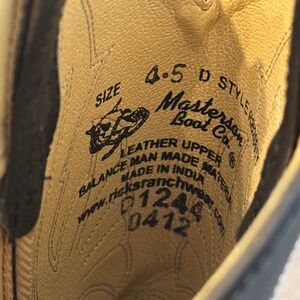 SIZE 4.5 D STYLE
Masterson
Boot Co.®
LEATHER UPPER
BALANCE MAN MADE MATERIAL
MADE IN INDIA
www.ricksranchwear.com
0412